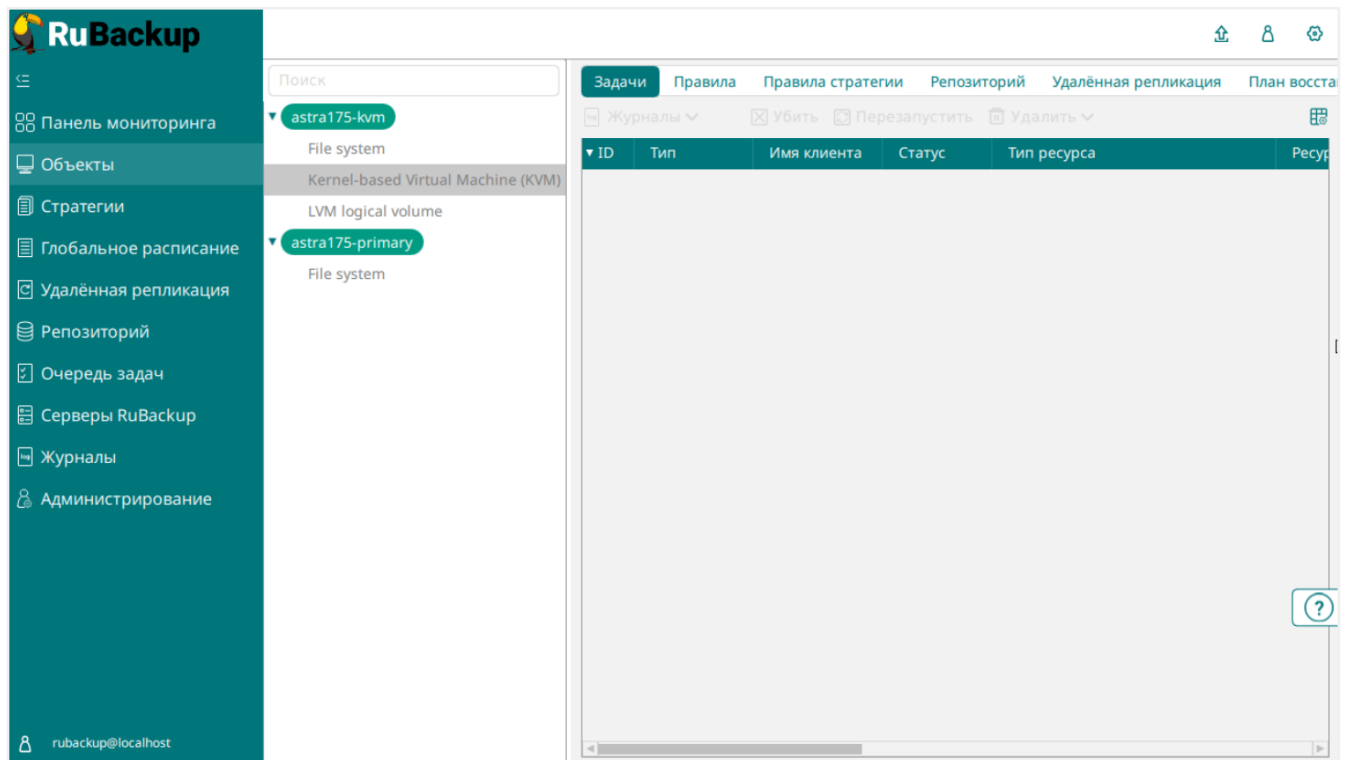 RuBackup
Панель мониторинга
Объекты
Стратегии
Глобальное расписание
Удалённая репликация
Репозиторий
Очередь задач
Серверы RuBackup
Журналы
Администрирование
rubackup@localhost
Поиск
astra175-kvm
File system
Kernel-based Virtual Machine (KVM)
LVM logical volume
astra175-primary
File system
Задачи Правила Правила стратегии Репозиторий Удалённая репликация План восста
Журналы Убить Перезапустить Удалить
ID Тип Имя клиента Статус Тип ресурса Ресур
?